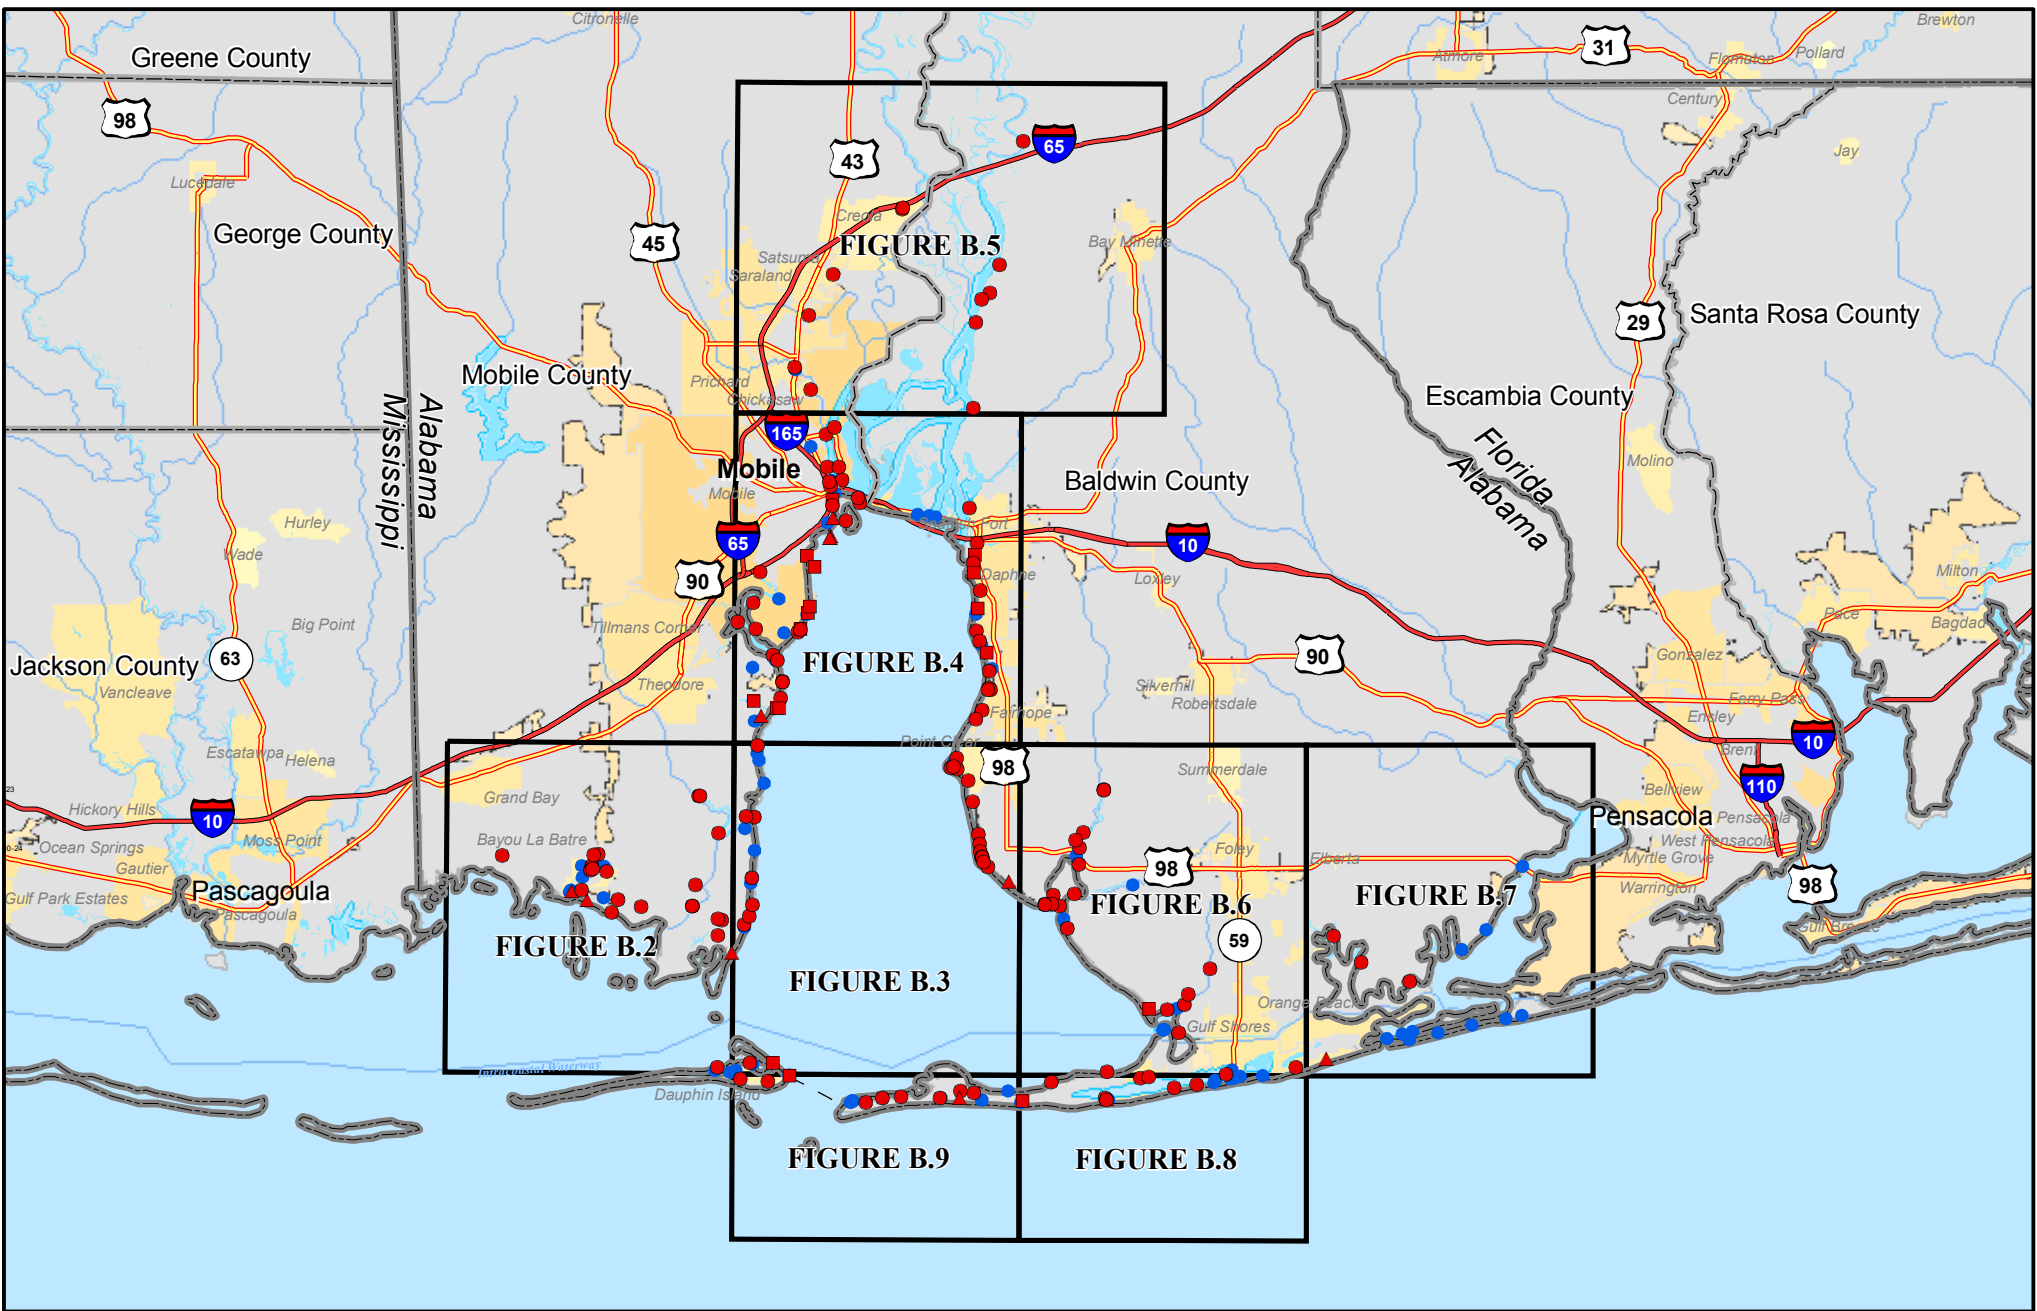 Citronelle
Brewton
Greene County
31
Atmore
Flomaton
Pollard
98
Century
43
65
Jay
Lucedale
Creola
George County
45
FIGURE B.5
Bay Minette
Satsuma
Saraland
29
Santa Rosa County
Mobile County
Prichard
Chickasaw
Escambia County
Alabama
Mississippi
165
Mobile
Mobile
Baldwin County
Florida
Alabama
Molino
Hurley
Wade
Spanish Fort
65
10
90
Daphne
Loxley
Milton
Big Point
Tillmans Corner
Pace
Bagdad
Jackson County
63
FIGURE B.4
90
Gonzalez
Vancleave
Theodore
Silverhill
Robertsdale
Ferry Pass
Fairhope
Ensley
Escatawpa
Helena
Point Clear
98
10
Brent
Summerdale
110
23
Hickory Hills
10
Grand Bay
Bellview
Pensacola
Pensacola
Ocean Springs
Moss Point
Bayou La Batre
West Pensacola
Gautier
98
Foley
Elberta
Myrtle Grove
Gulf Park Estates
Pascagoula
Pascagoula
FIGURE B.6
FIGURE B.7
Warrington
98
FIGURE B.2
59
Gulf Breeze
FIGURE B.3
Orange Beach
Gulf Shores
Intracoastal Waterway
Dauphin Island
FIGURE B.9
FIGURE B.8